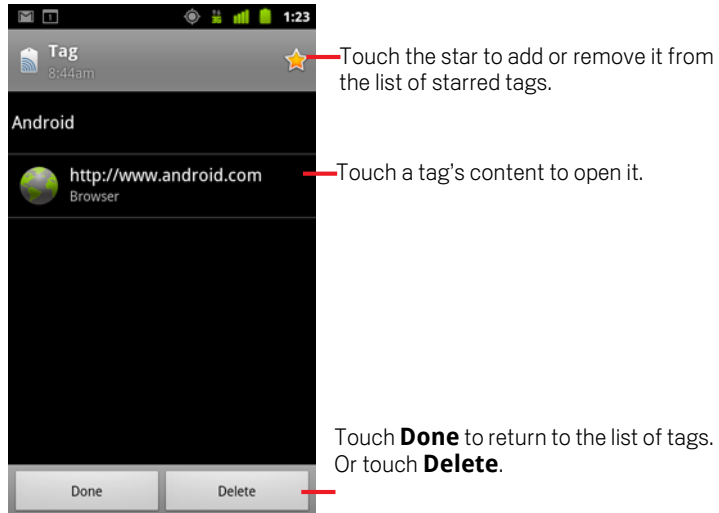 1:23
Tag
8:44am
Touch the star to add or remove it from
the list of starred tags.
Android
http://www.android.com
Browser
Touch a tag’s content to open it.
Touch Done to return to the list of tags.
Or touch Delete.
Done
Delete